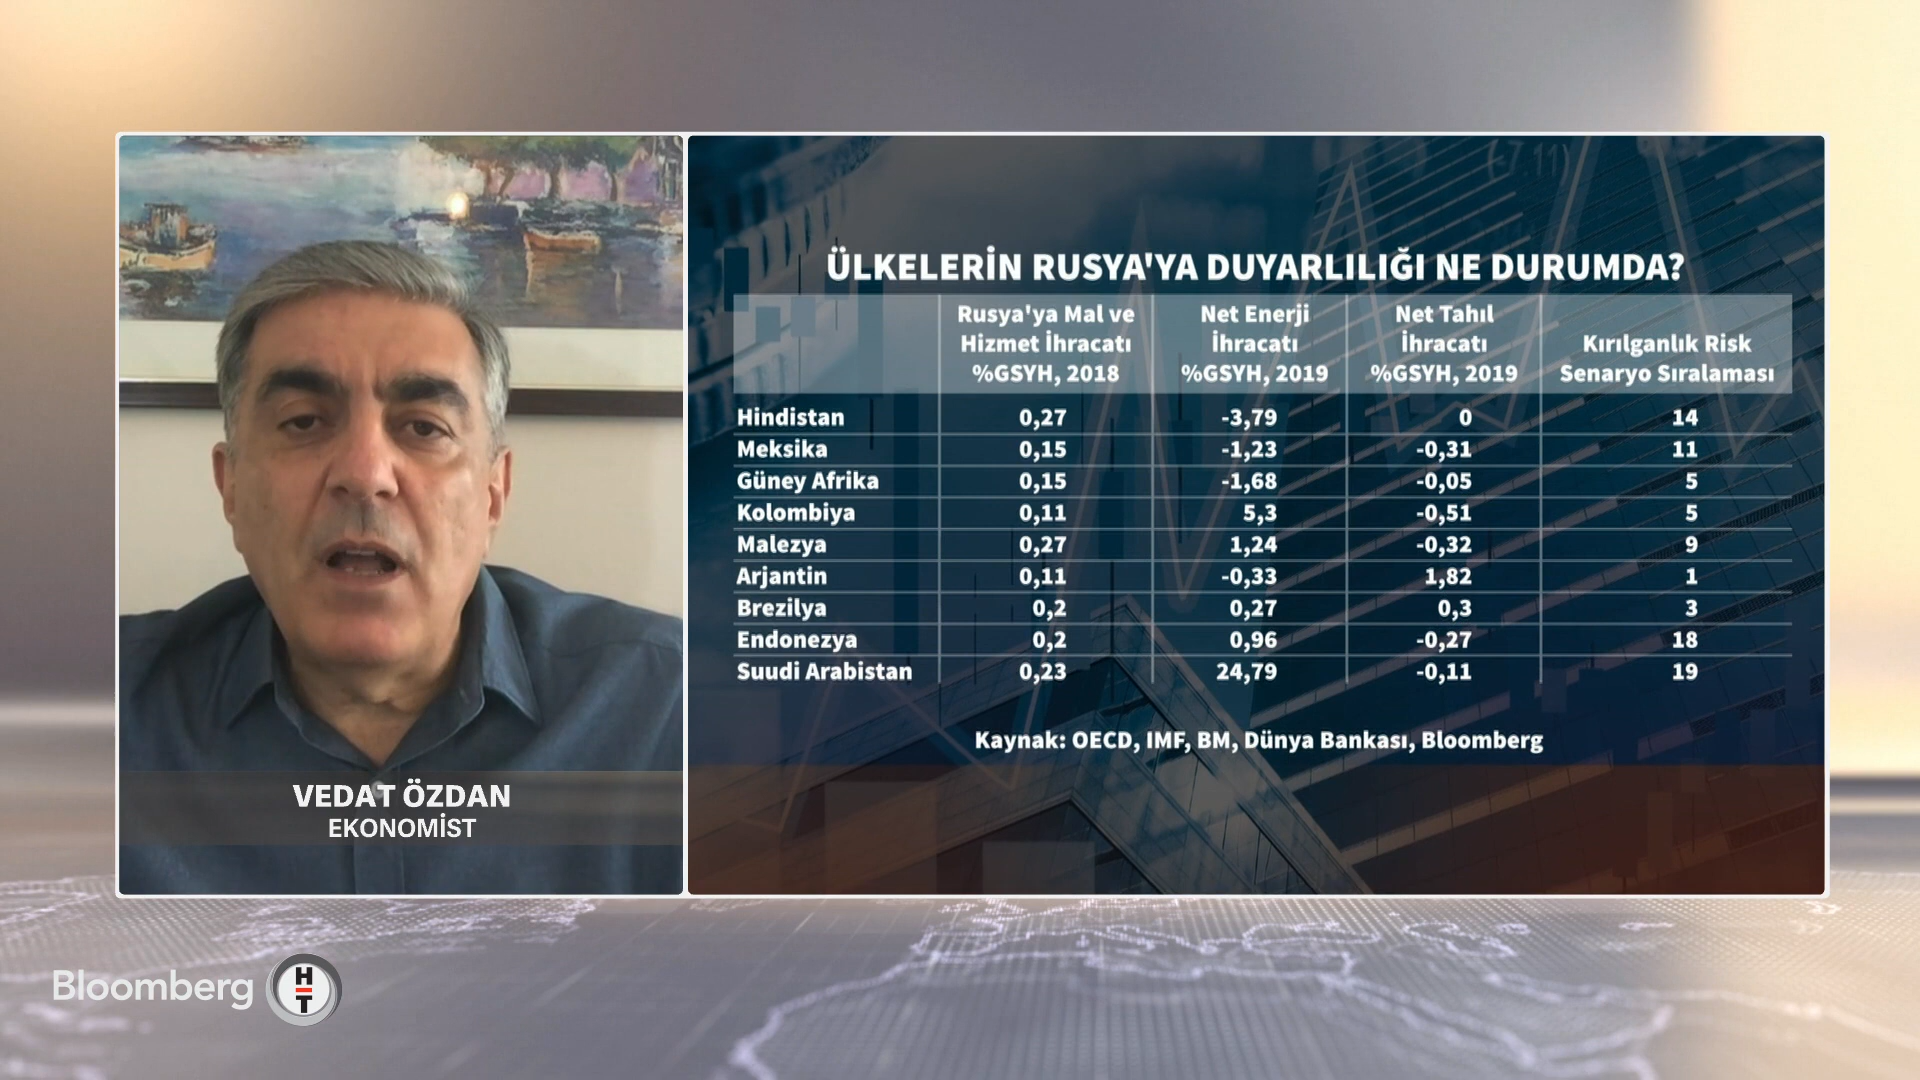 ÜLKELERİN RUSYA'YA DUYARLILIĞI NE DURUMDA?
Rusya'ya Mal ve Hizmet İhracatı %GSYH, 2018 Net Enerji İhracatı %GSYH, 2019 Net Tahıl İhracatı %GSYH, 2019 Kırılganlık Risk Senaryo Sıralaması
Hindistan 0,27 -3,79 0 14
Meksika 0,15 -1,23 -0,31 11
Güney Afrika 0,15 -1,68 -0,05 5
Kolombiya 0,11 5,3 -0,51 5
Malezya 0,27 1,24 -0,32 9
Arjantin 0,11 -0,33 1,82 1
Brezilya 0,2 0,27 0,3 3
Endonezya 0,2 0,96 -0,27 18
Suudi Arabistan 0,23 24,79 -0,11 19
Kaynak: OECD, IMF, BM, Dünya Bankası, Bloomberg
VEDAT ÖZDAN
EKONOMİST
Bloomberg HT